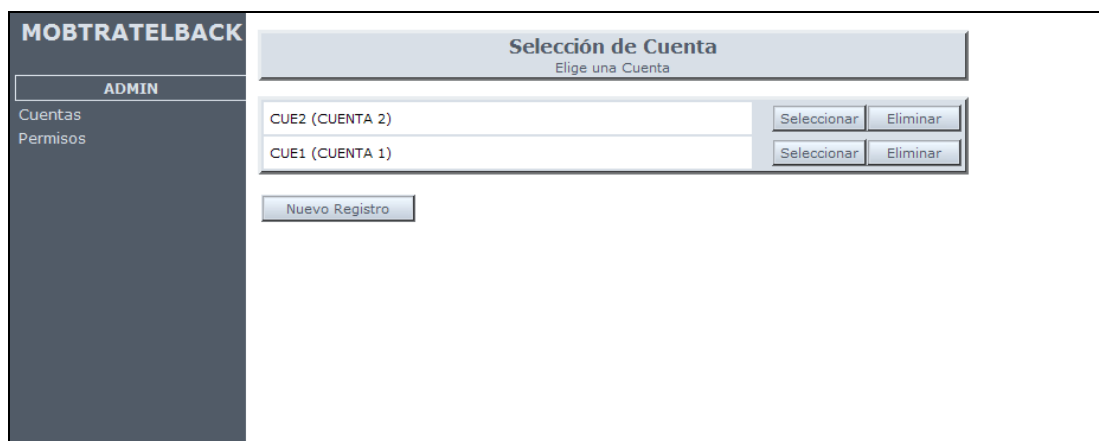 MOBTRATELBACK
ADMIN
Cuentas
Permisos
Selección de Cuenta
Elige una Cuenta
CUE2 (CUENTA 2) Seleccionar Eliminar
CUE1 (CUENTA 1) Seleccionar Eliminar
Nuevo Registro